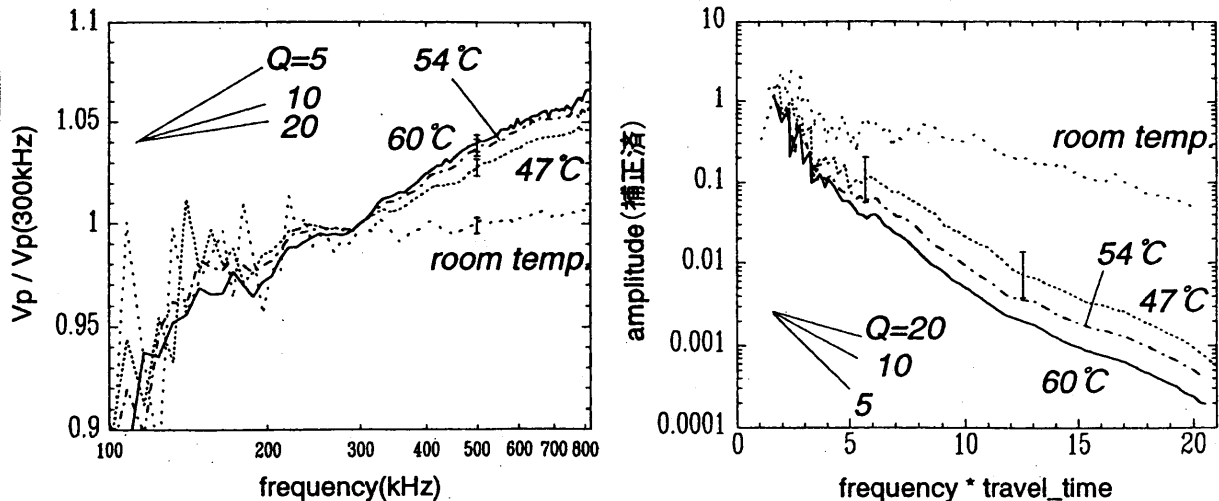 1.1
1.05
1
0.95
0.9
Vp / Vp(300kHz)
Q=5
10
20
54℃
60℃
47℃
room temp.
100 200 300 400 500 600 700 800
frequency(kHz)
10
1
0.1
0.01
0.001
0.0001
amplitude(補正済)
room temp.
54℃
47℃
60℃
Q=20
10
5
0 5 10 15 20
frequency * travel_time